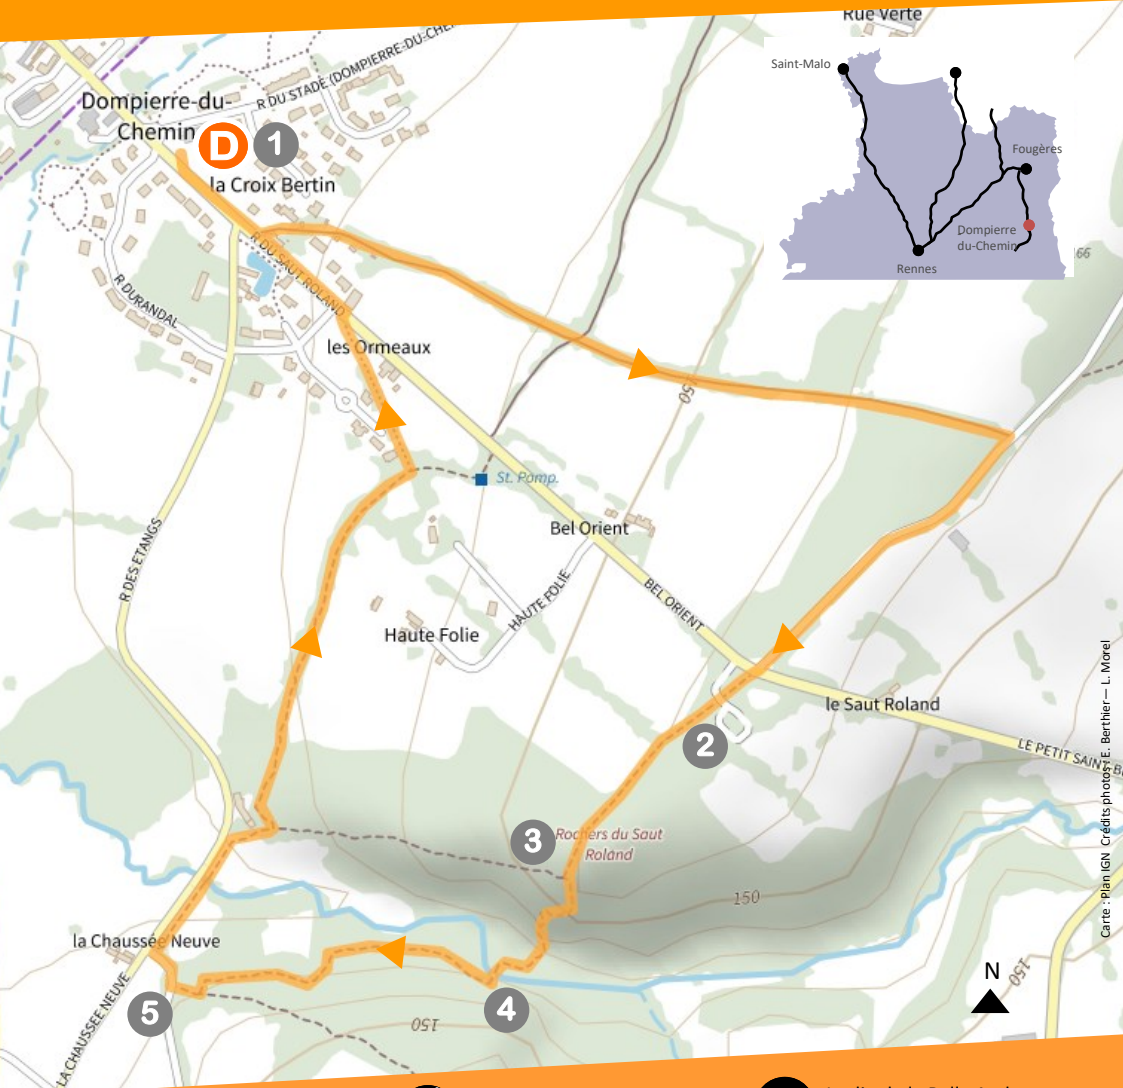 Rue Verte
Saint-Malo
Fougères
Dompierre
du-Chemin
Rennes
166
R DU STADE (DOMPIERRE-DU-CHE
Dompierre-du-
Chemin
D
1
la Croix Bertin
R DU SAUT ROLAND
R DURANDAL
les Ormeaux
150
St. Pomp.
Bel Orient
R DES ETANGS
HAUTE FOLIE
BEL ORIENT
Haute Folie
le Saut Roland
2
LE PETIT SAINT-B
3
Rochers du Saut
Roland
150
la Chaussée Neuve
LA CHAUSSEE NEUVE
5
4
150
N
150
Carte : Plan IGN Crédits photos : E. Berthier — L. Morel